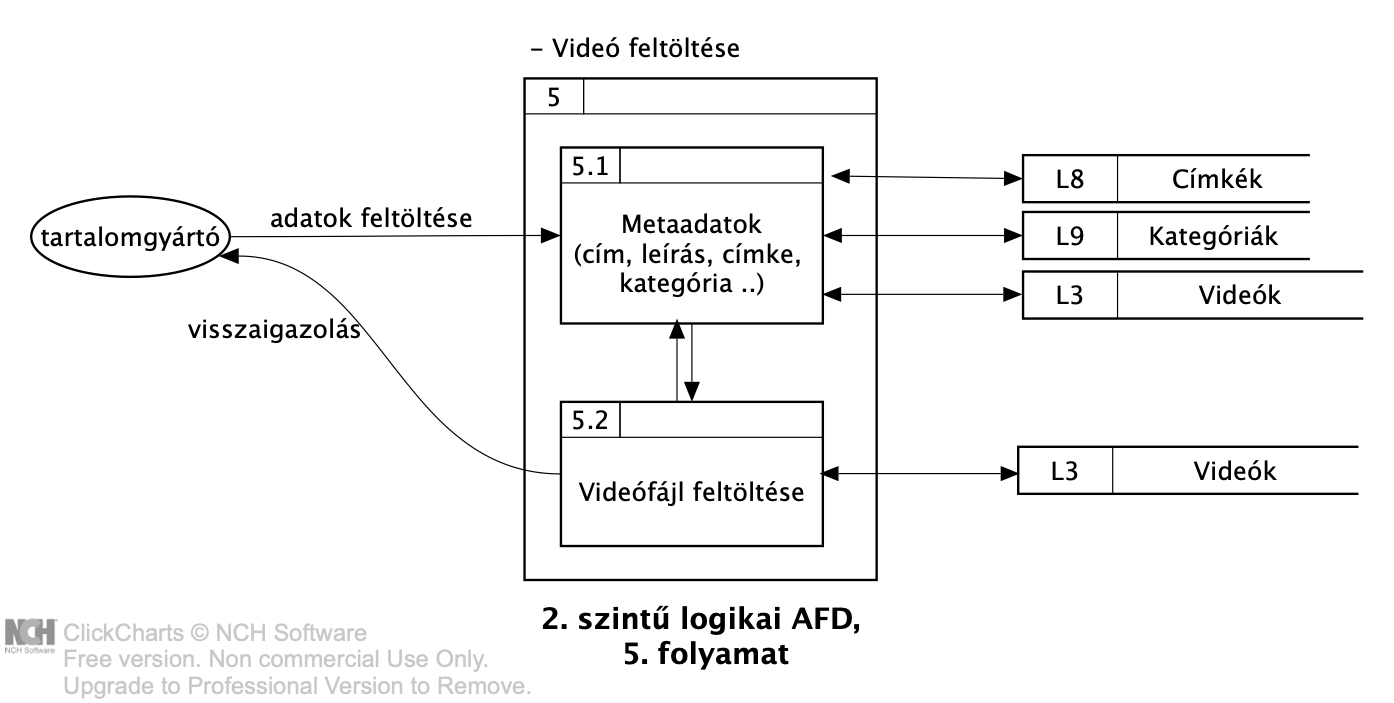 - Videó feltöltése
5
5.1
Metaadatok
(cím, leírás, címke,
kategória ..)
L8 Címkék
L9 Kategóriák
L3 Videók
tartalomgyártó
adatok feltöltése
visszaigazolás
5.2
Videófájl feltöltése
L3 Videók
2. szintű logikai AFD,
5. folyamat
NCH
NCH Software
ClickCharts © NCH Software
Free version. Non commercial Use Only.
Upgrade to Professional Version to Remove.